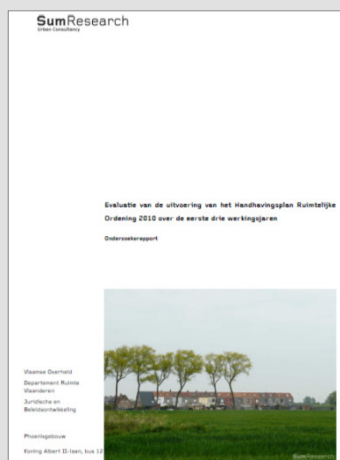 SumResearch
Urban Consultancy
Evaluatie van de uitvoering van het Handhavingsplan Ruimtelijke
Ordening 2010 over de eerste drie werkingsjaren
Onderzoeksrapport
Vlaamse Overheid
Departement Ruimte
Vlaanderen
Juridische en
Beleidsontwikkeling
Phoenixgebouw
Koning Albert II-laan, bus 12
SumResearch